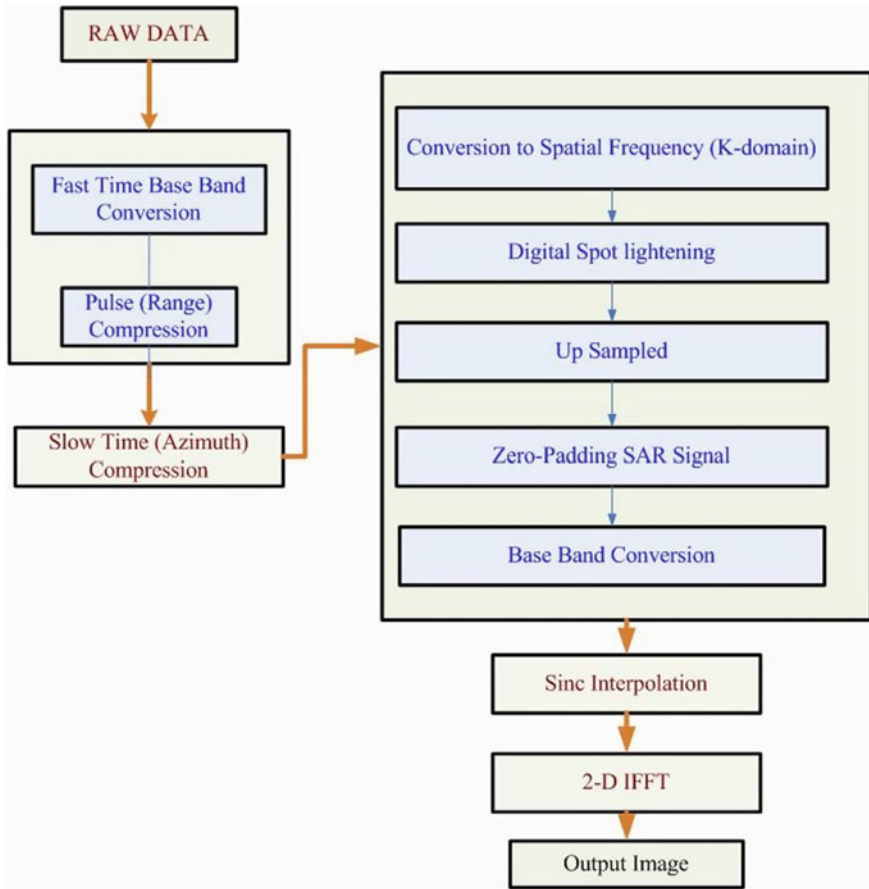 RAW DATA
Fast Time Base Band
Conversion
Pulse (Range)
Compression
Slow Time (Azimuth)
Compression
Conversion to Spatial Frequency (K-domain)
Digital Spot lightening
Up Sampled
Zero-Padding SAR Signal
Base Band Conversion
Sinc Interpolation
2-D IFFT
Output Image